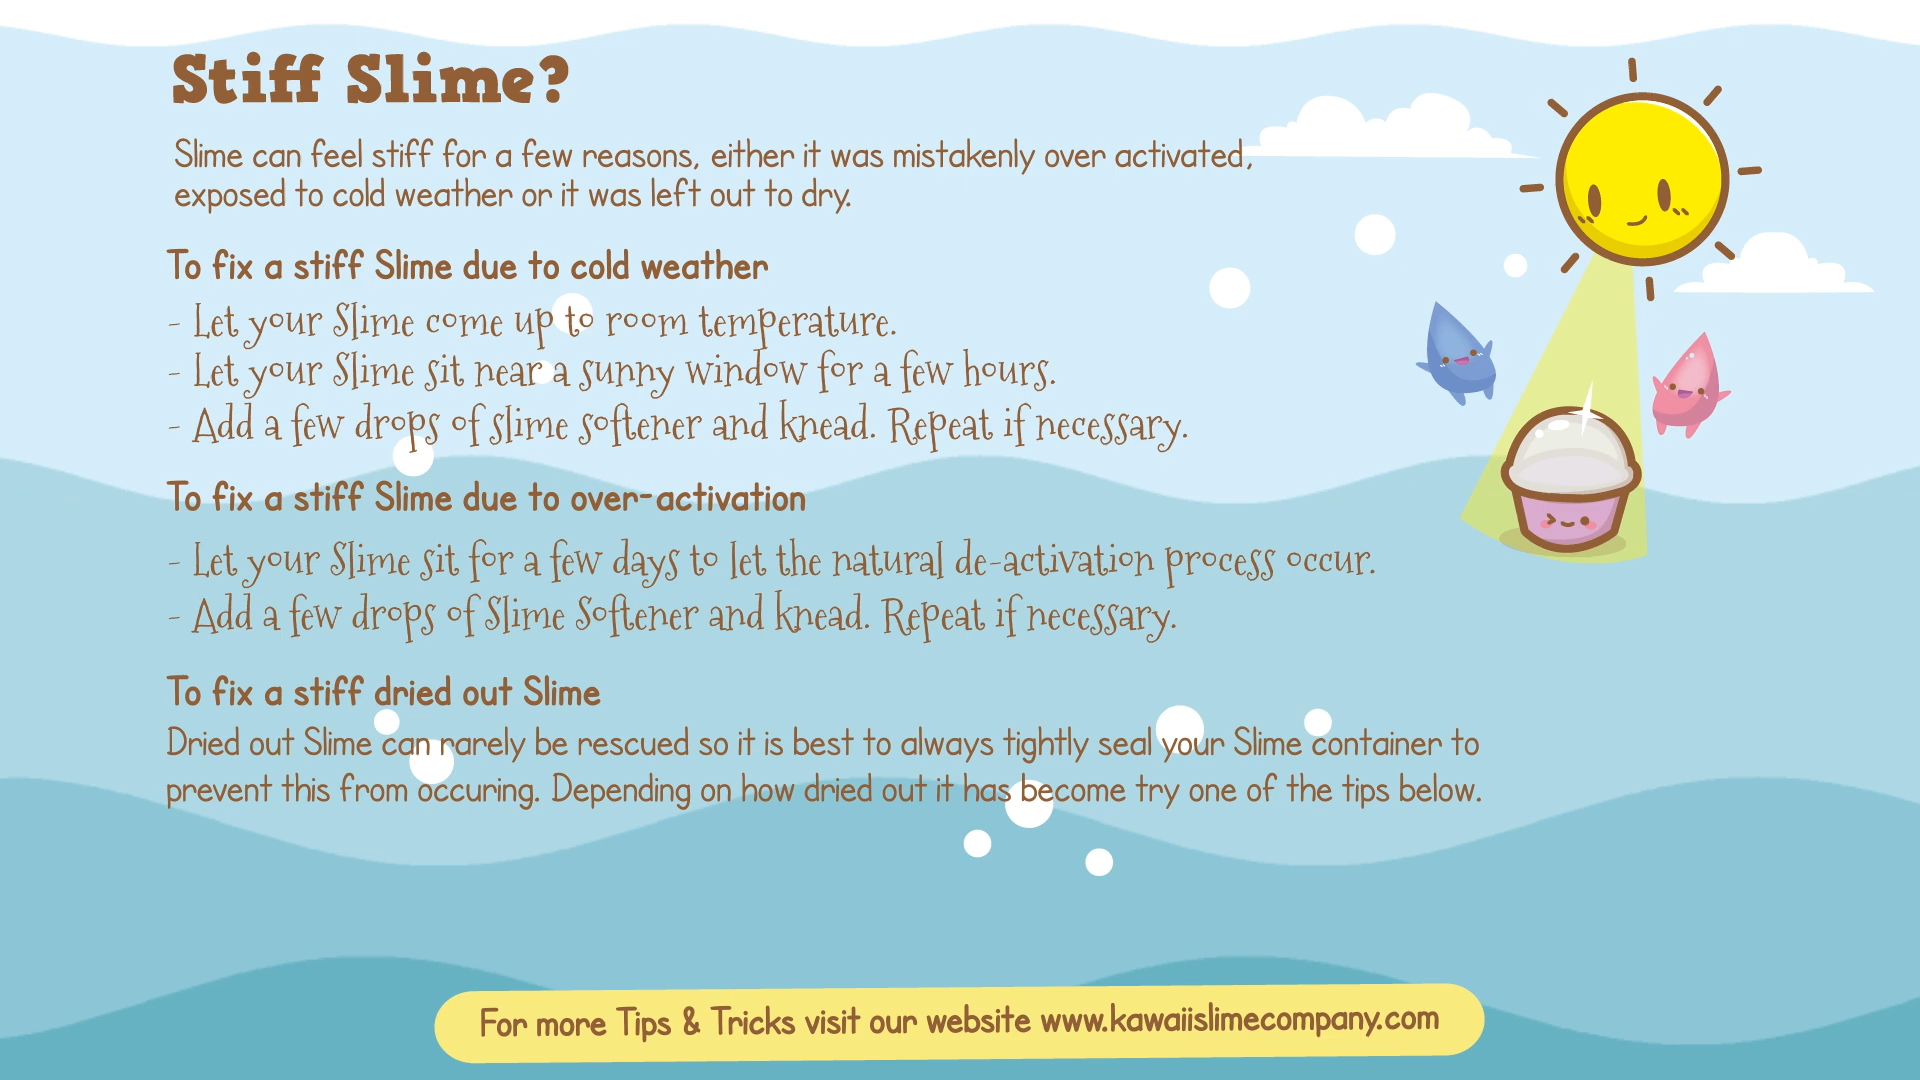 Stiff Slime?
Slime can feel stiff for a few reasons, either it was mistakenly over activated,
exposed to cold weather or it was left out to dry.
To fix a stiff Slime due to cold weather
- Let your Slime come up to room temperature.
- Let your Slime sit near a sunny window for a few hours.
- Add a few drops of slime softener and knead. Repeat if necessary.
To fix a stiff Slime due to over-activation
- Let your Slime sit for a few days to let the natural de-activation process occur.
- Add a few drops of Slime Softener and knead. Repeat if necessary.
To fix a stiff dried out Slime
Dried out Slime can rarely be rescued so it is best to always tightly seal your Slime container to
prevent this from occuring. Depending on how dried out it has become try one of the tips below.
For more Tips & Tricks visit our website www.kawaiislimecompany.com